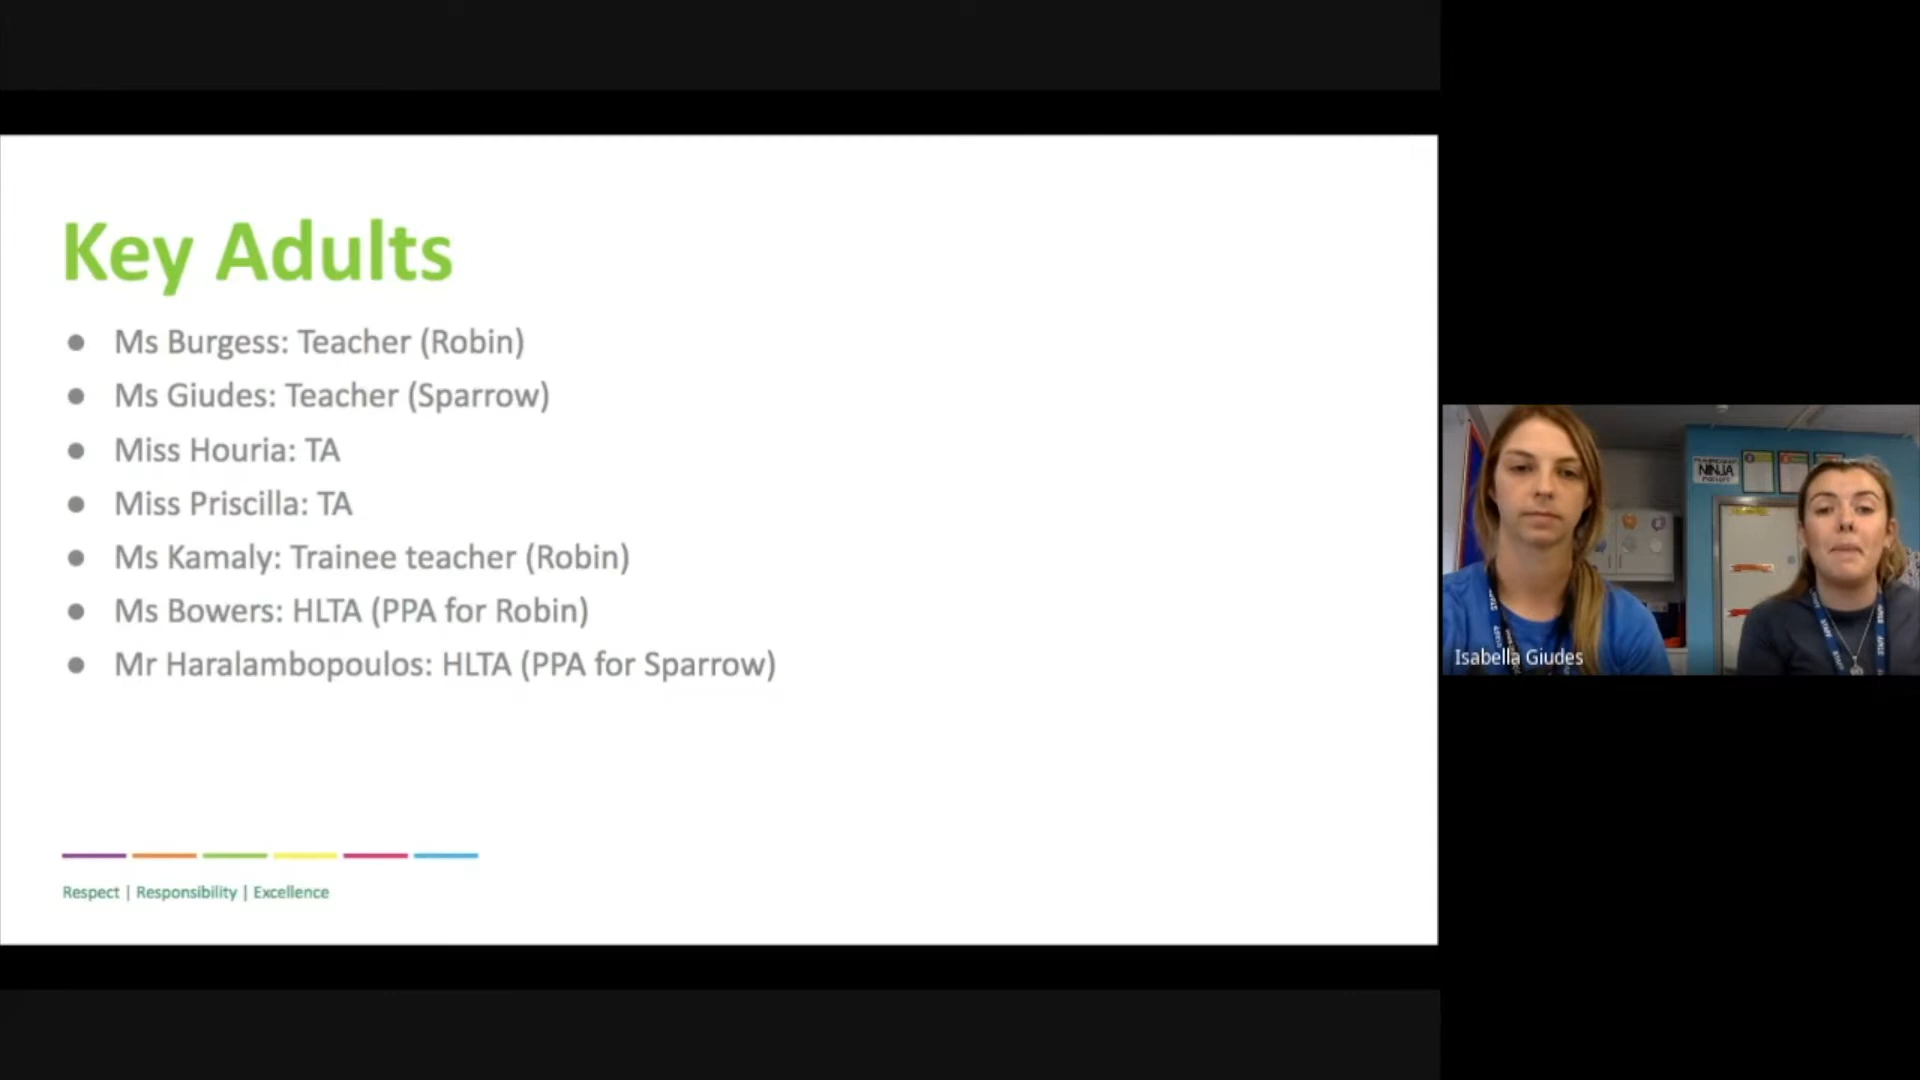 Key Adults
● Ms Burgess: Teacher (Robin)
● Ms Giudes: Teacher (Sparrow)
● Miss Houria: TA
● Miss Priscilla: TA
● Ms Kamaly: Trainee teacher (Robin)
● Ms Bowers: HLTA (PPA for Robin)
● Mr Haralambopoulos: HLTA (PPA for Sparrow)
Respect | Responsibility | Excellence
NINJA
Isabella Giudes